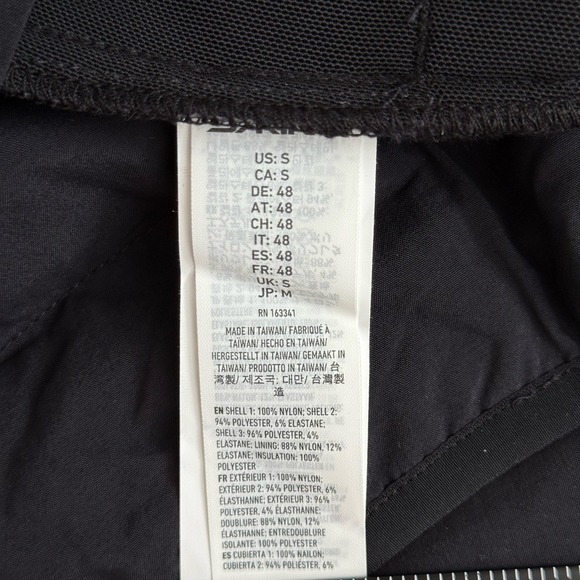 US: S
CA: S
DE: 48
AT: 48
CH: 48
IT: 48
ES: 48
FR: 48
UK: S
JP: M
RN 163341
MADE IN TAIWAN/ FABRIQUÉ À
TAÏWAN/ HECHO EN TAIWÁN/
HERGESTELLT IN TAIWAN/ GEMAAKT IN
TAIWAN/ PRODOTTO IN TAIWAN/ 台
湾製/ 제조국: 대만/ 台灣製
造
EN SHELL 1: 100% NYLON; SHELL 2:
94% POLYESTER, 6% ELASTANE;
SHELL 3: 96% POLYESTER, 4%
ELASTANE; LINING: 88% NYLON, 12%
ELASTANE; INSULATION: 100%
POLYESTER
FR EXTÉRIEUR 1: 100% NYLON;
EXTÉRIEUR 2: 94% POLYESTER, 6%
ÉLASTHANNE; EXTÉRIEUR 3: 96%
POLYESTER, 4% ÉLASTHANNE;
DOUBLURE: 88% NYLON, 12%
ÉLASTHANNE; ENTREDOUBLURE
ISOLANTE: 100% POLYESTER
ES CUBIERTA 1: 100% NAILON;
CUBIERTA 2: 94% POLIÉSTER, 6%